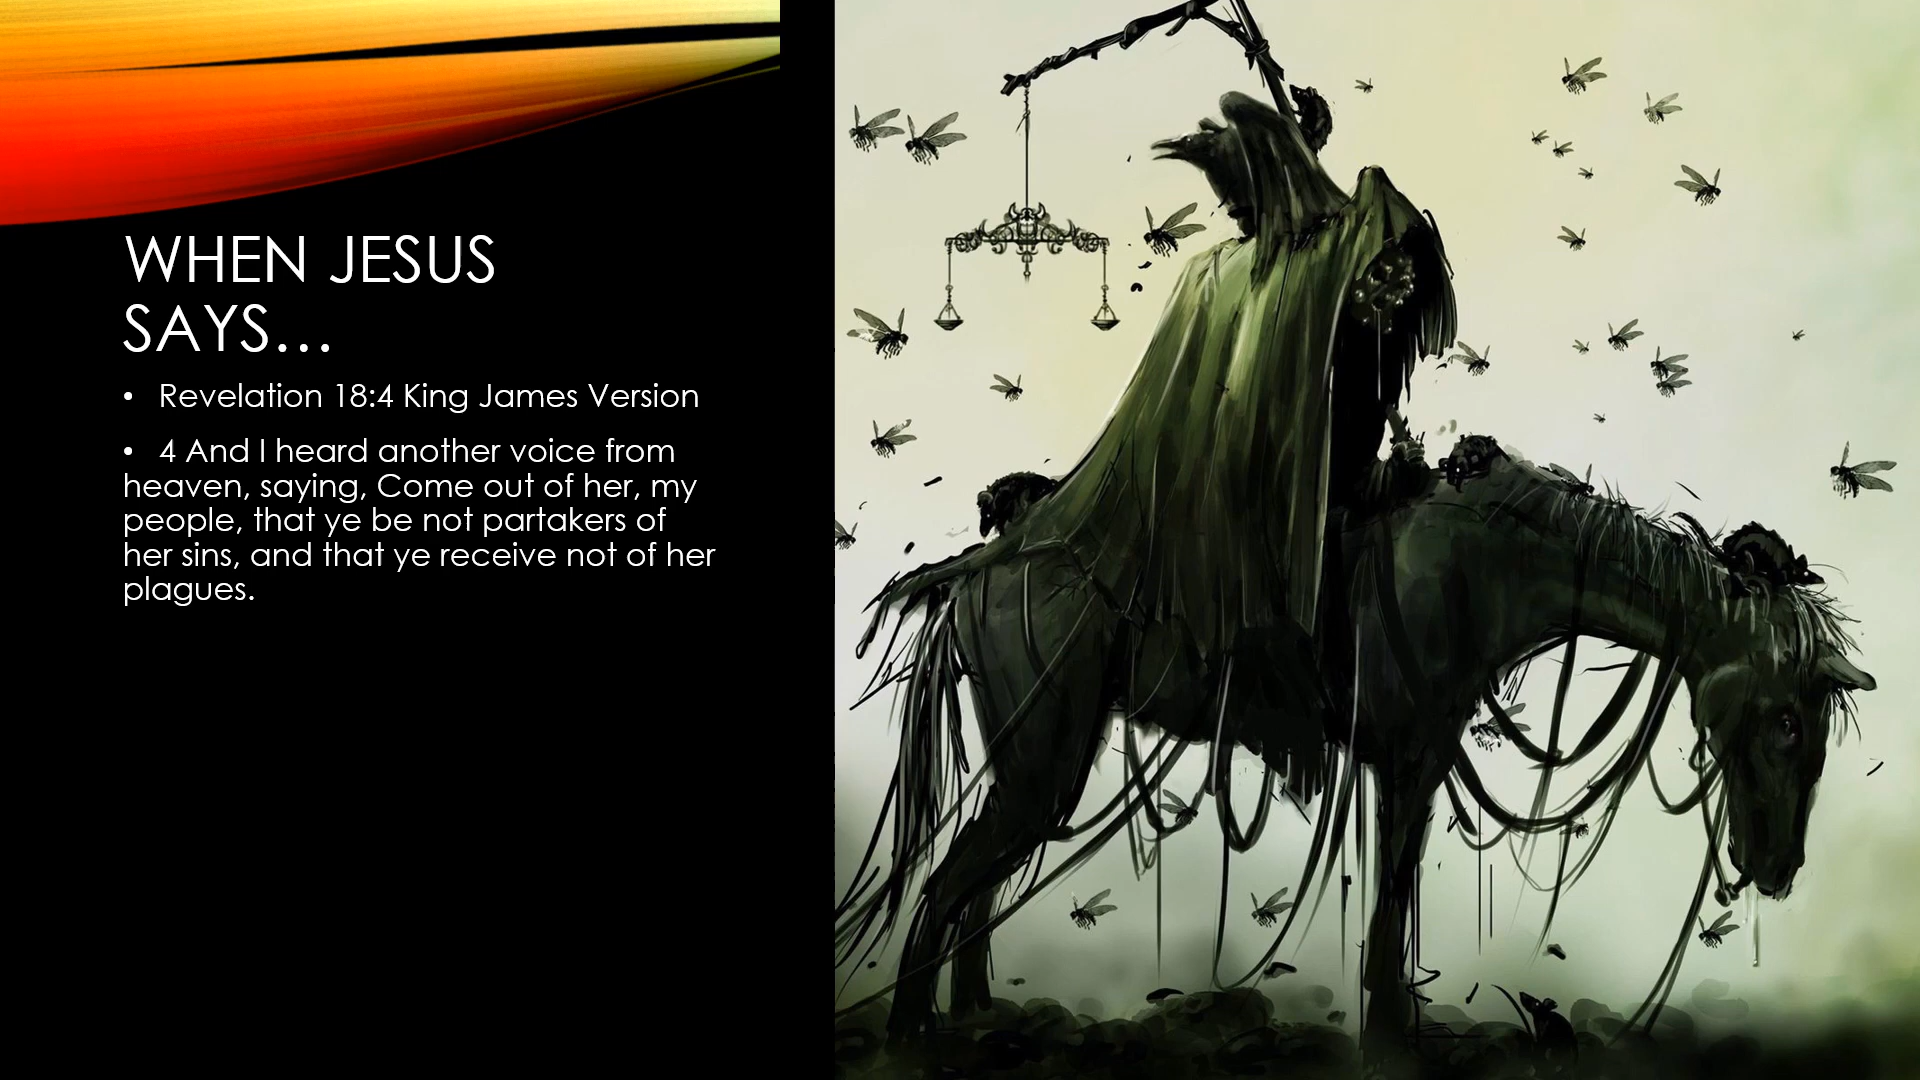 WHEN JESUS
SAYS…
• Revelation 18:4 King James Version
• 4 And I heard another voice from
heaven, saying, Come out of her, my
people, that ye be not partakers of
her sins, and that ye receive not of her
plagues.